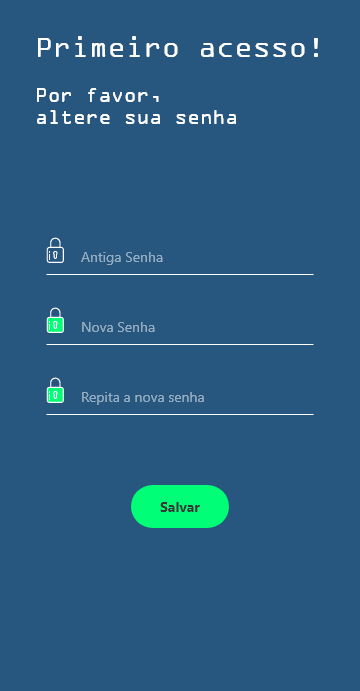 Primeiro acesso!
Por favor,
altere sua senha
Antiga Senha
Nova Senha
Repita a nova senha
Salvar